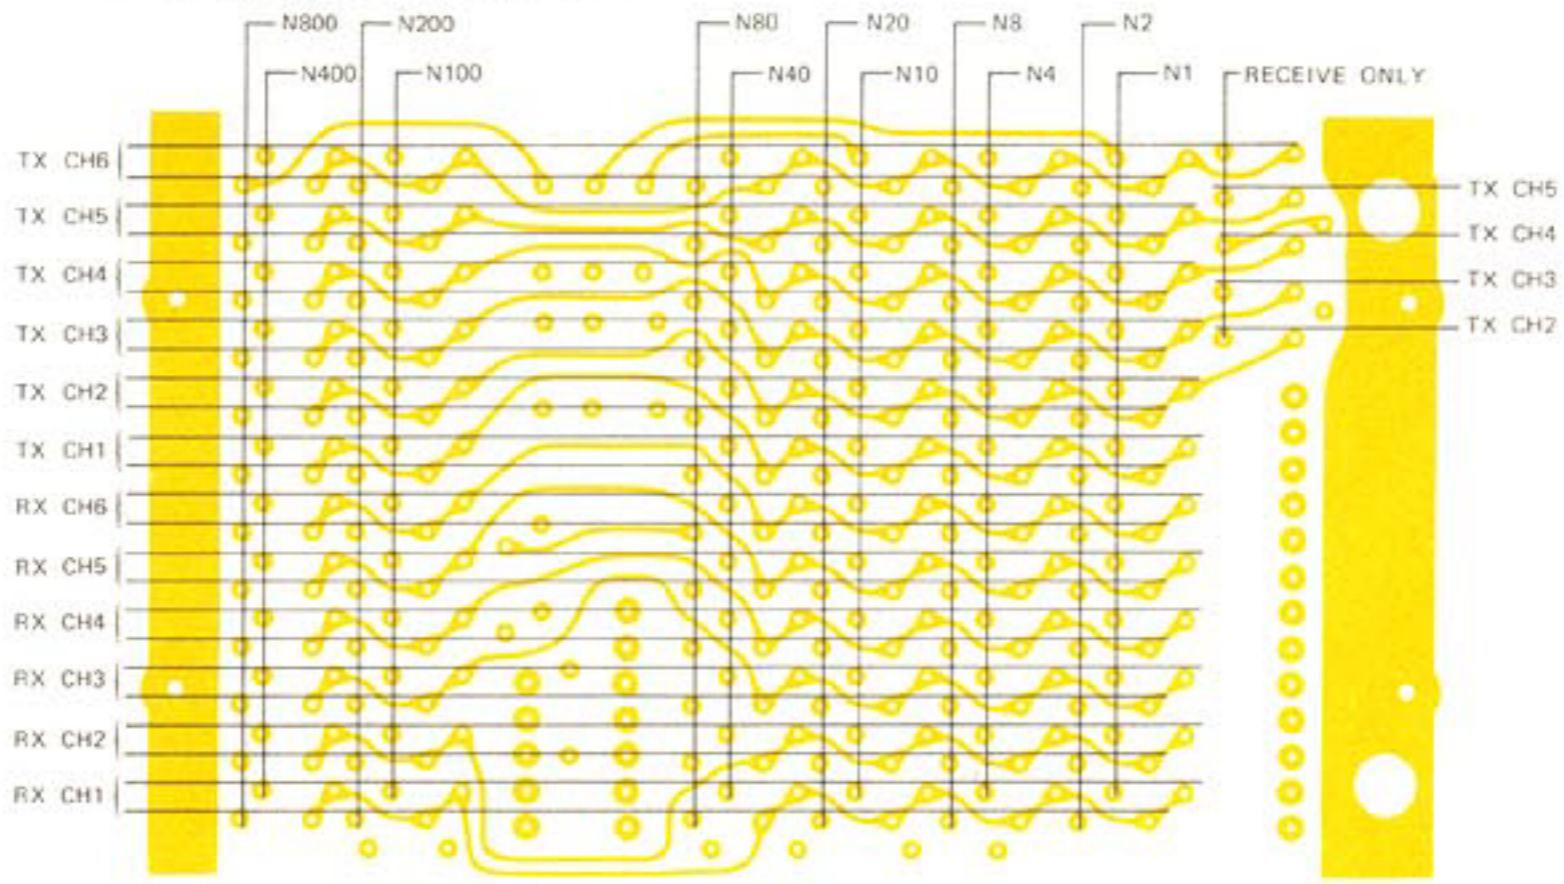 N800 N200 N80 N20 N8 N2
N400 N100 N40 N10 N4 N1 RECEIVE ONLY
TX CH6
TX CH5
TX CH5
TX CH4
TX CH4
TX CH3
TX CH3
TX CH2
TX CH2
TX CH1
RX CH6
RX CH5
RX CH4
RX CH3
RX CH2
RX CH1